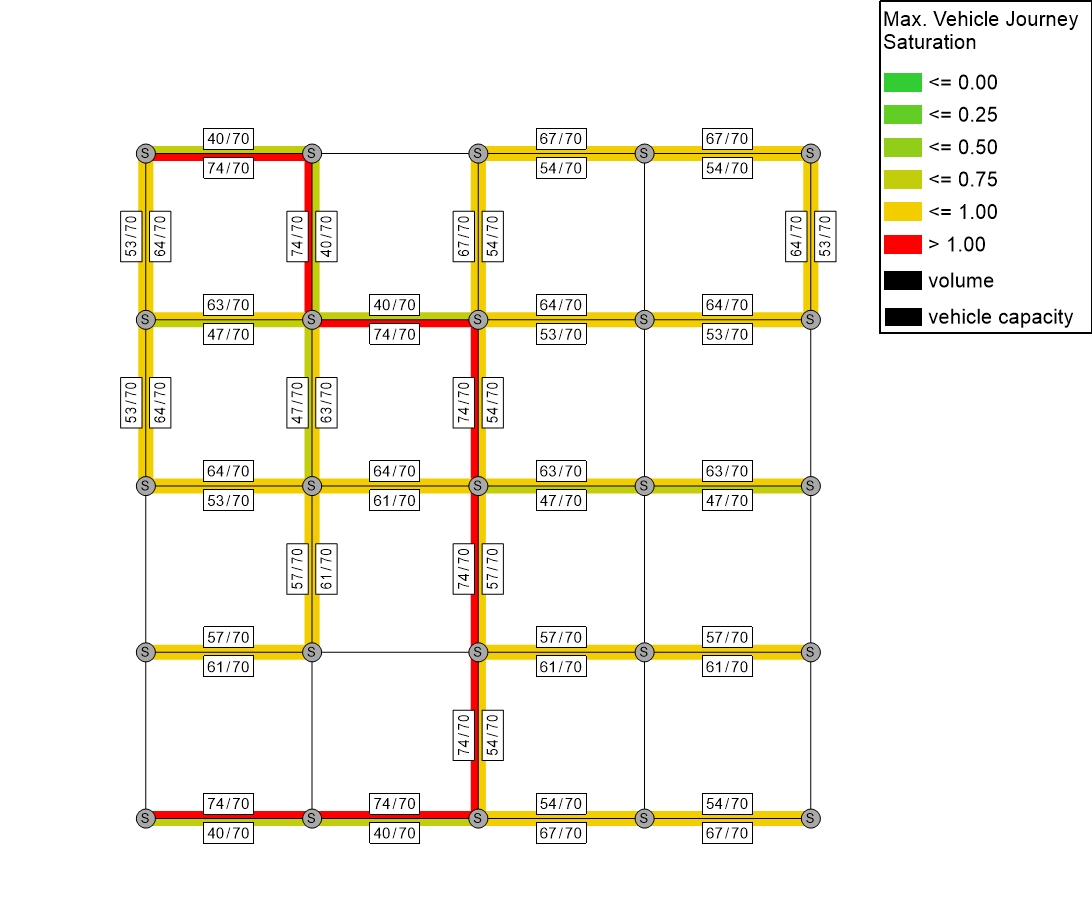 Max. Vehicle Journey
Saturation
<= 0.00
<= 0.25
<= 0.50
<= 0.75
<= 1.00
> 1.00
volume
vehicle capacity
40/70 67/70 67/70
S S S S S
74/70 54/70 54/70
53/70 64/70 74/70 40/70 67/70 54/70 64/70 53/70
63/70 40/70 64/70 64/70
S S S S S
47/70 74/70 53/70 53/70
53/70 64/70 47/70 63/70 74/70 54/70
64/70 64/70 63/70 63/70
S S S S S
53/70 61/70 47/70 47/70
57/70 61/70 74/70 57/70
57/70 57/70 57/70
S S S S S
61/70 61/70 61/70
74/70 54/70
74/70 74/70 54/70 54/70
S S S S S
40/70 40/70 67/70 67/70